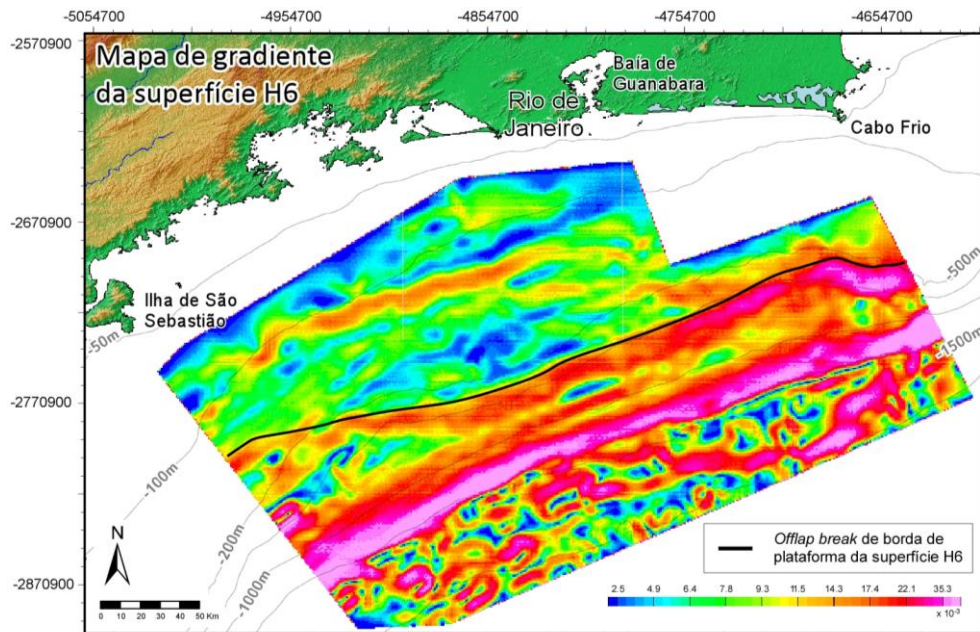 -5054700 -4954700 -4854700 -4754700 -4654700
-2570900
Mapa de gradiente
da superfície H6
Baía de
Guanabara
Rio de
Janeiro
Cabo Frio
-2670900
Ilha de São
Sebastião
-50m
-500m
-1500m
-2770900
-100m
-200m
-1000m
N
Offlap break de borda de
plataforma da superfície H6
-2870900
0 10 20 30 40 50 Km
2.5 4.9 6.4 7.8 9.3 11.5 14.3 17.4 22.1 35.3
x 10⁻³